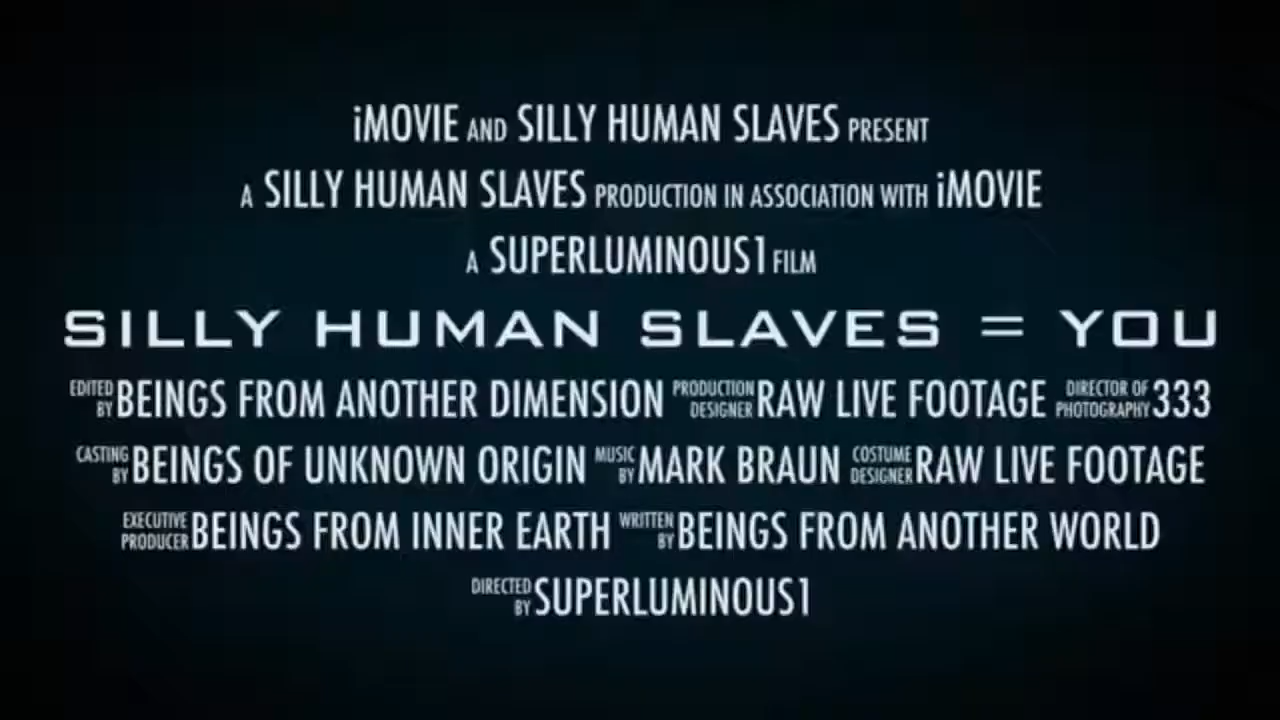 iMOVIE AND SILLY HUMAN SLAVES PRESENT
A SILLY HUMAN SLAVES PRODUCTION IN ASSOCIATION WITH iMOVIE
A SUPERLUMINOUS1 FILM
SILLY HUMAN SLAVES = YOU
EDITED BY BEINGS FROM ANOTHER DIMENSION PRODUCTION DESIGNER RAW LIVE FOOTAGE DIRECTOR OF PHOTOGRAPHY 333
CASTING BY BEINGS OF UNKNOWN ORIGIN MUSIC BY MARK BRAUN COSTUME DESIGNER RAW LIVE FOOTAGE
EXECUTIVE PRODUCER BEINGS FROM INNER EARTH WRITTEN BY BEINGS FROM ANOTHER WORLD
DIRECTED BY SUPERLUMINOUS1